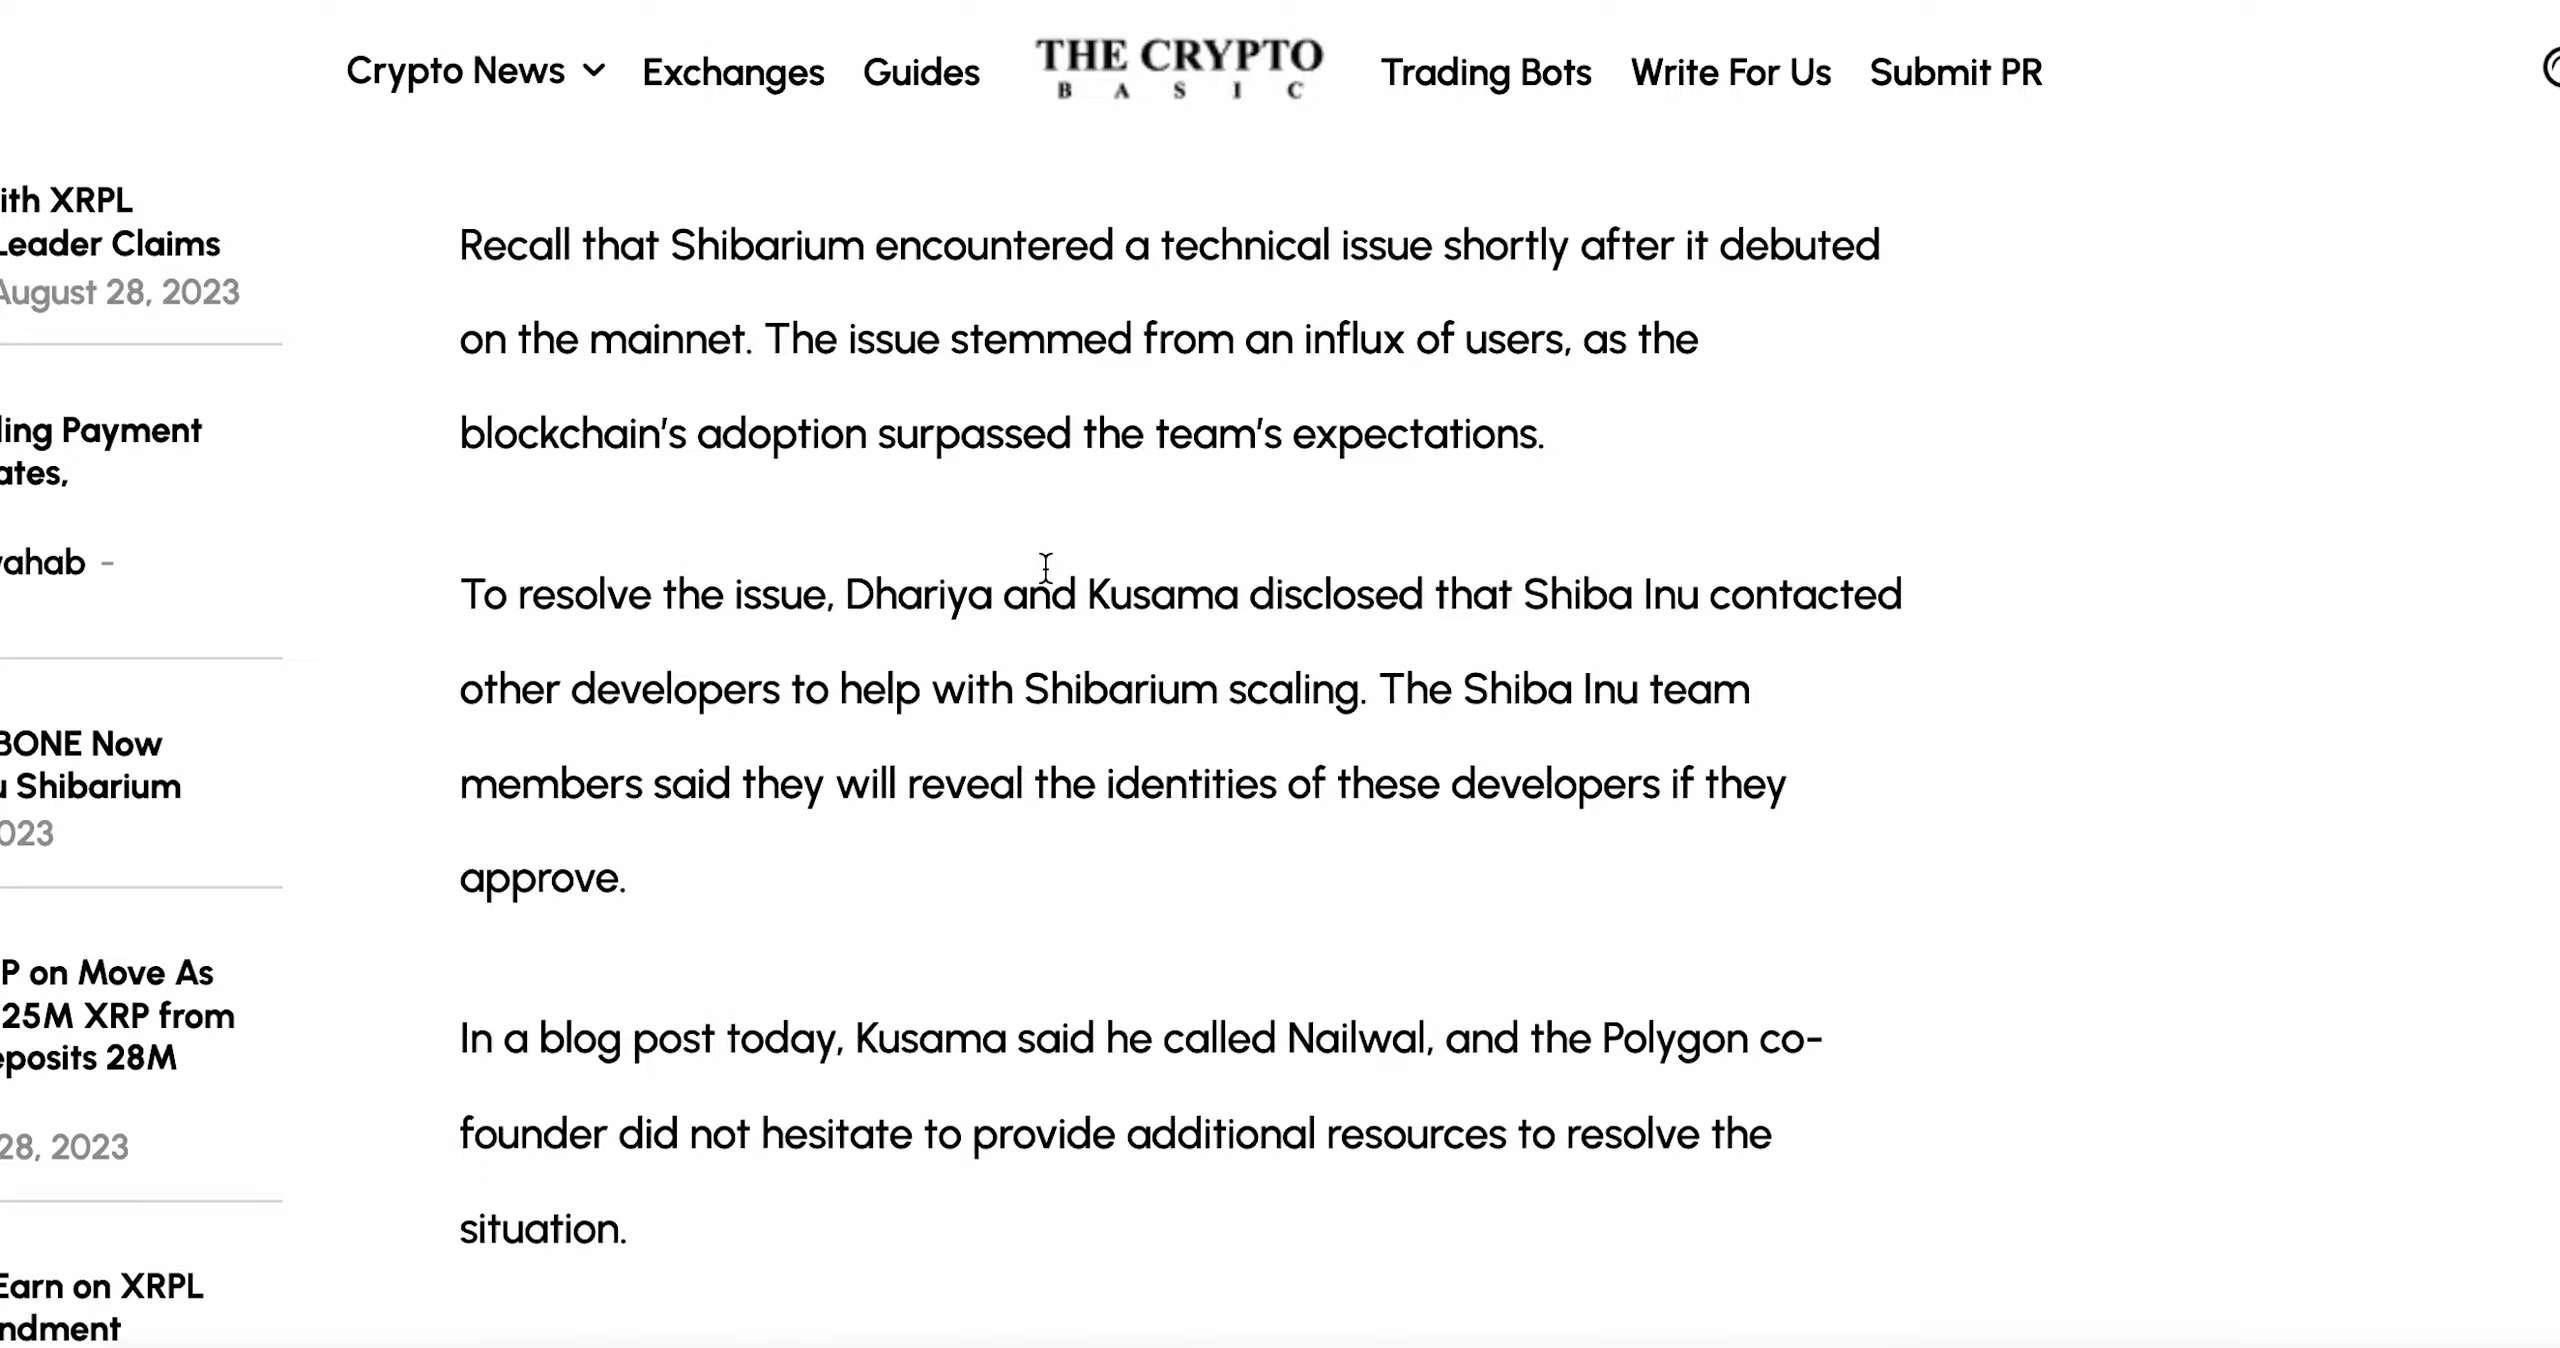 Crypto News Exchanges Guides THE CRYPTO BASIC Trading Bots Write For Us Submit PR
ith XRPL
Leader Claims
August 28, 2023
ling Payment
ates,
ahab -
BONE Now
u Shibarium
023
P on Move As
25M XRP from
eposits 28M
28, 2023
Earn on XRPL
ndment
Recall that Shibarium encountered a technical issue shortly after it debuted
on the mainnet. The issue stemmed from an influx of users, as the
blockchain's adoption surpassed the team's expectations.
To resolve the issue, Dhariya and Kusama disclosed that Shiba Inu contacted
other developers to help with Shibarium scaling. The Shiba Inu team
members said they will reveal the identities of these developers if they
approve.
In a blog post today, Kusama said he called Nailwal, and the Polygon co-
founder did not hesitate to provide additional resources to resolve the
situation.